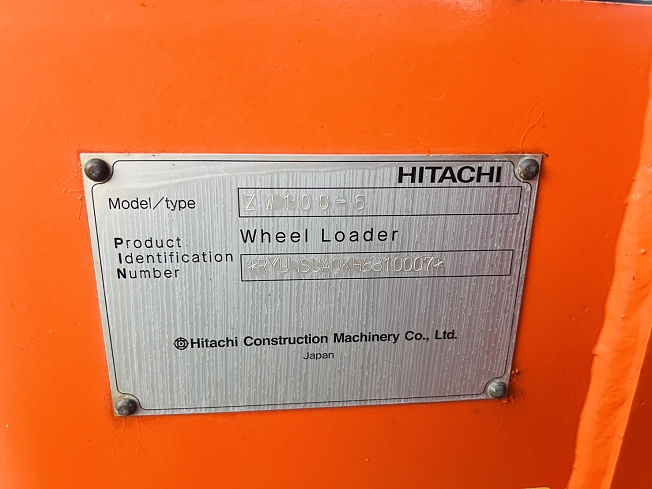 HITACHI
Model/type ZW100-6
Product Wheel Loader
Identification
Number
Hitachi Construction Machinery Co., Ltd.
Japan